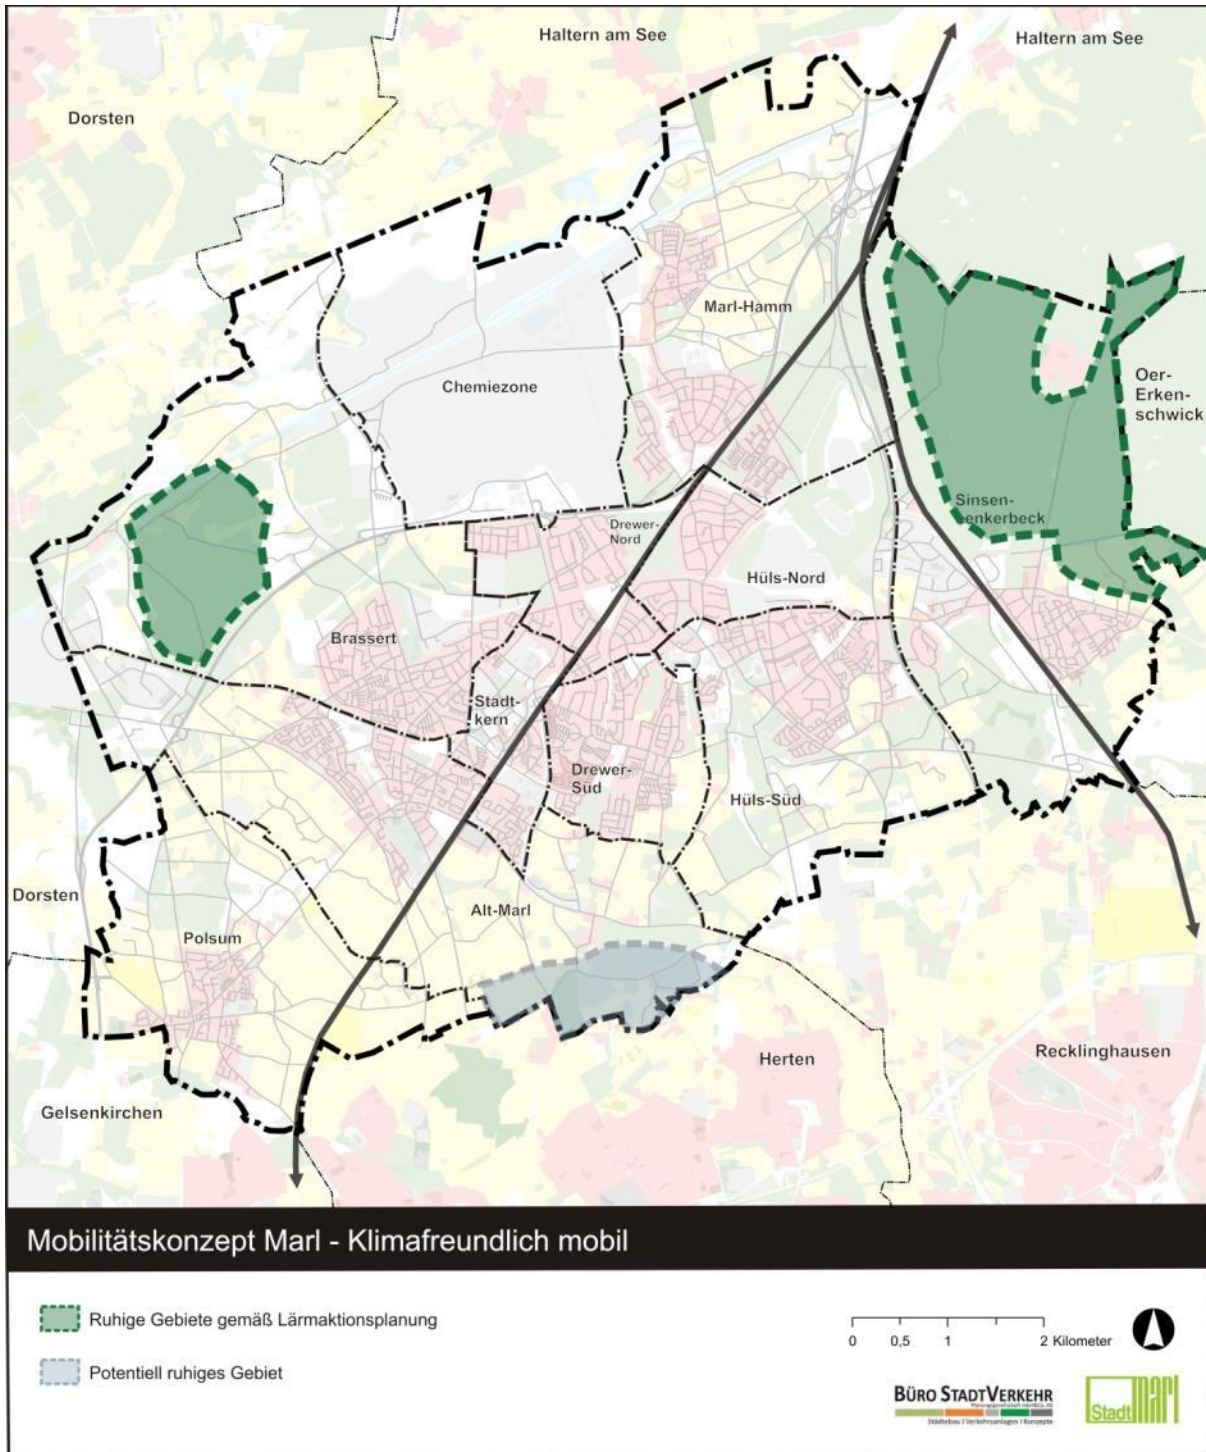 Haltern am See
Haltern am See
Dorsten
Marl-Hamm
Chemiezone
Oer-
Erken-
schwick
Sinsen-
enkerbeck
Drewer-
Nord
Hüls-Nord
Brassert
Stadt-
kern
Drewer-
Süd
Hüls-Süd
Dorsten
Alt-Marl
Polsum
Herten
Recklinghausen
Gelsenkirchen
Mobilitätskonzept Marl - Klimafreundlich mobil
Ruhige Gebiete gemäß Lärmaktionsplanung
Potentiell ruhiges Gebiet
0 0,5 1 2 Kilometer
BÜRO STADTVERKEHR
Städtebau I Verkehrsanlagen I Konzepte
Stadt marl